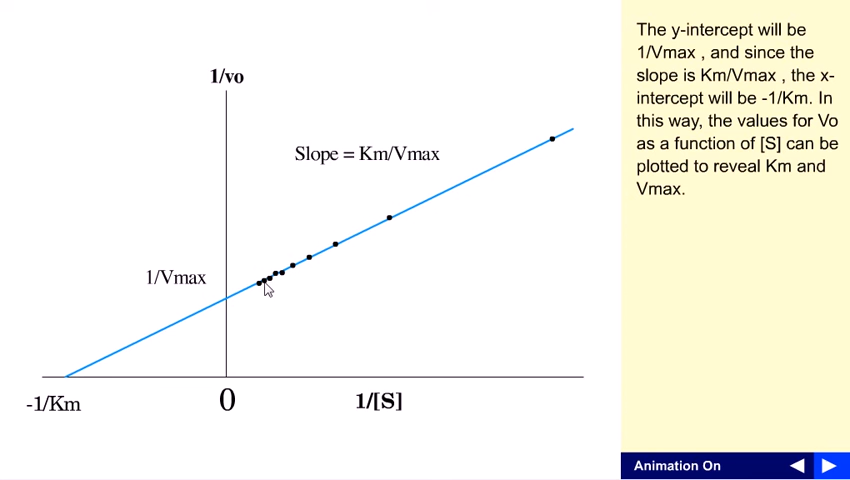 The y-intercept will be
1/Vmax , and since the
slope is Km/Vmax , the x-
intercept will be -1/Km. In
this way, the values for Vo
as a function of [S] can be
plotted to reveal Km and
Vmax.
1/vo
Slope = Km/Vmax
1/Vmax
-1/Km
0
1/[S]
Animation On